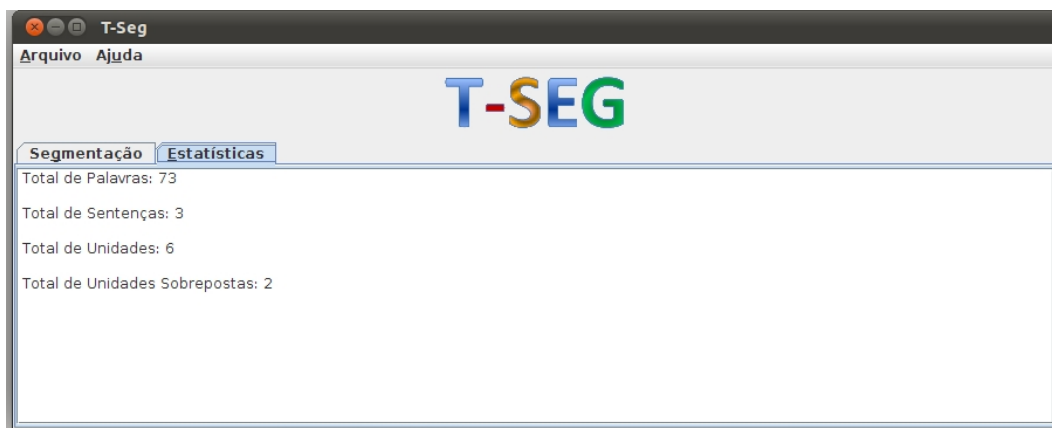 T-Seg
Arquivo Ajuda
T-SEG
Segmentação Estatísticas
Total de Palavras: 73
Total de Sentenças: 3
Total de Unidades: 6
Total de Unidades Sobrepostas: 2